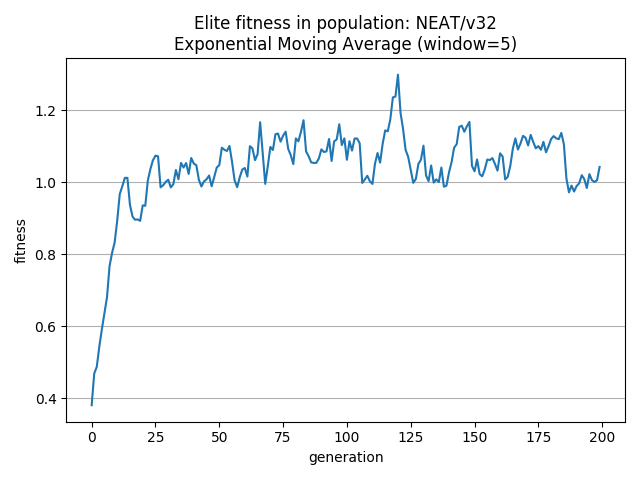 Elite fitness in population: NEAT/v32
Exponential Moving Average (window=5)
fitness
1.2
1.0
0.8
0.6
0.4
0 25 50 75 100 125 150 175 200
generation